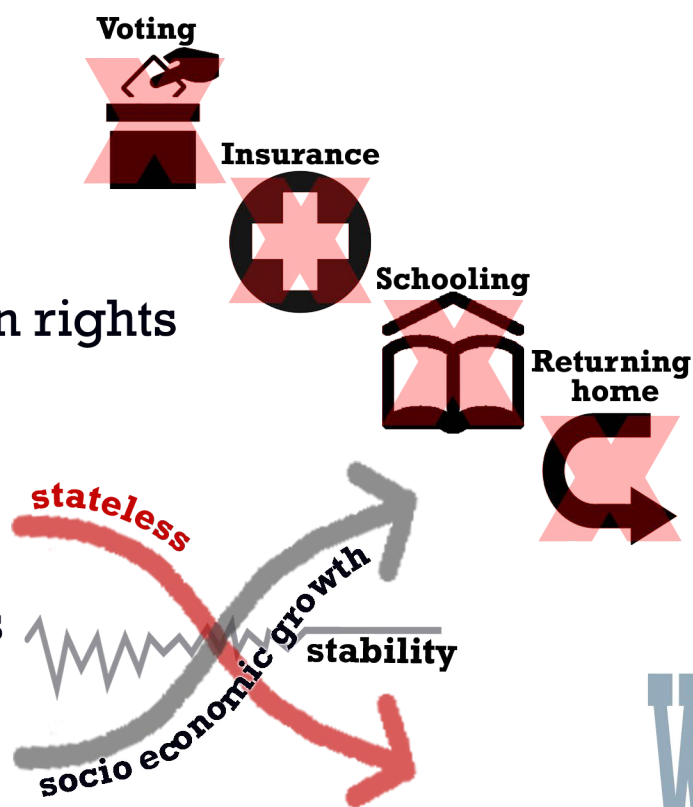 Voting
Insurance
Schooling
n rights
Returning
home
stateless
s
stability
socio economic growth
W